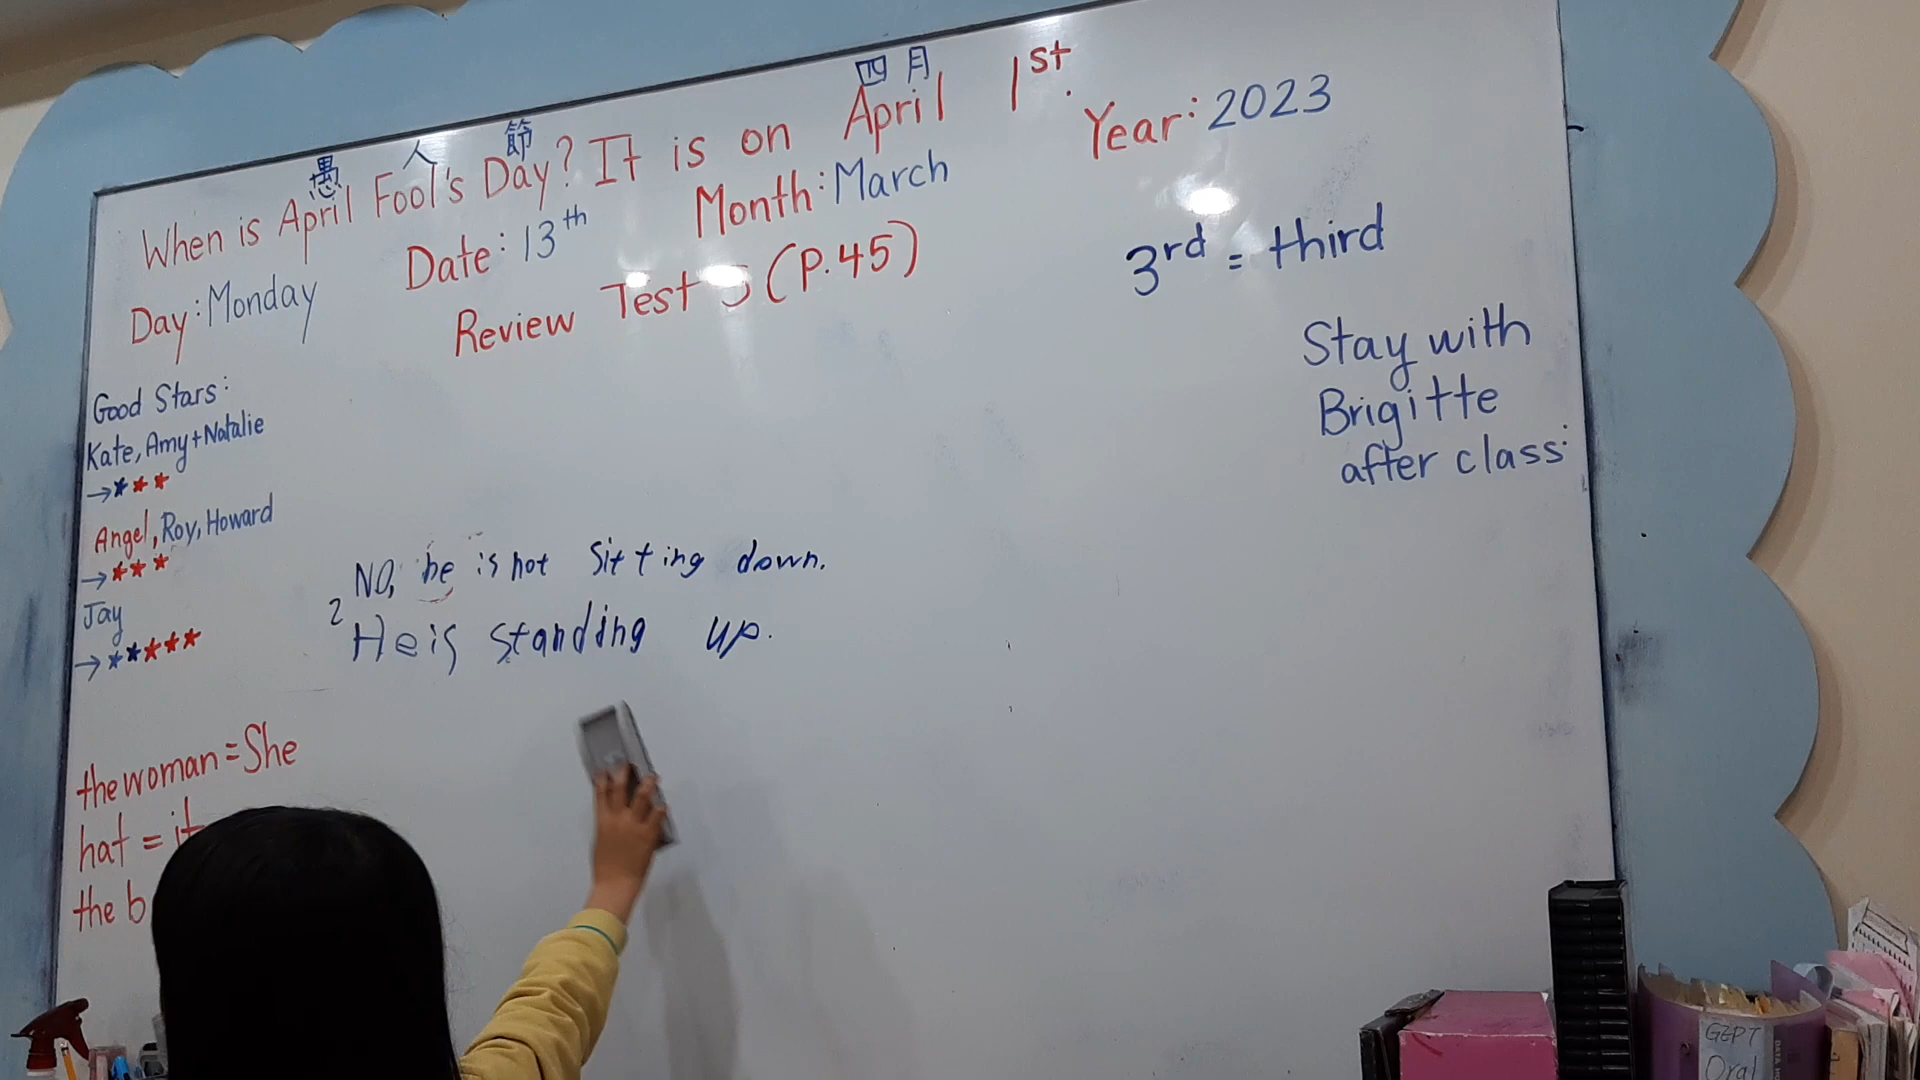 愚 人 節 四月
When is April Fool's Day? It is on April 1st.
Day: Monday Date: 13th Month: March Year: 2023
Review Test 5 (P.45)
3rd = third
Stay with
Brigitte
after class.
Good Stars:
Kate, Amy + Natalie
→ ★★★
Angel, Roy, Howard
→ ★★★
Jay
→ ★★★★★
NO, he is not sitting down.
2 He is standing up.
the woman = She
hat = it
the b
GEPT
Oral